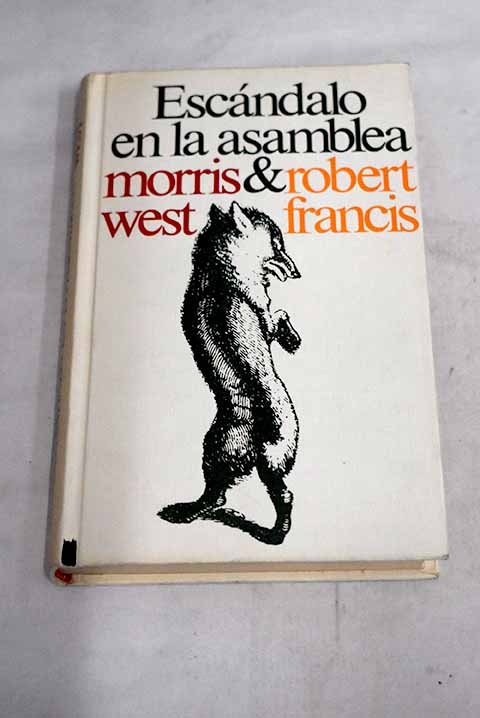 Escándalo
en la asamblea
morris & robert
west francis